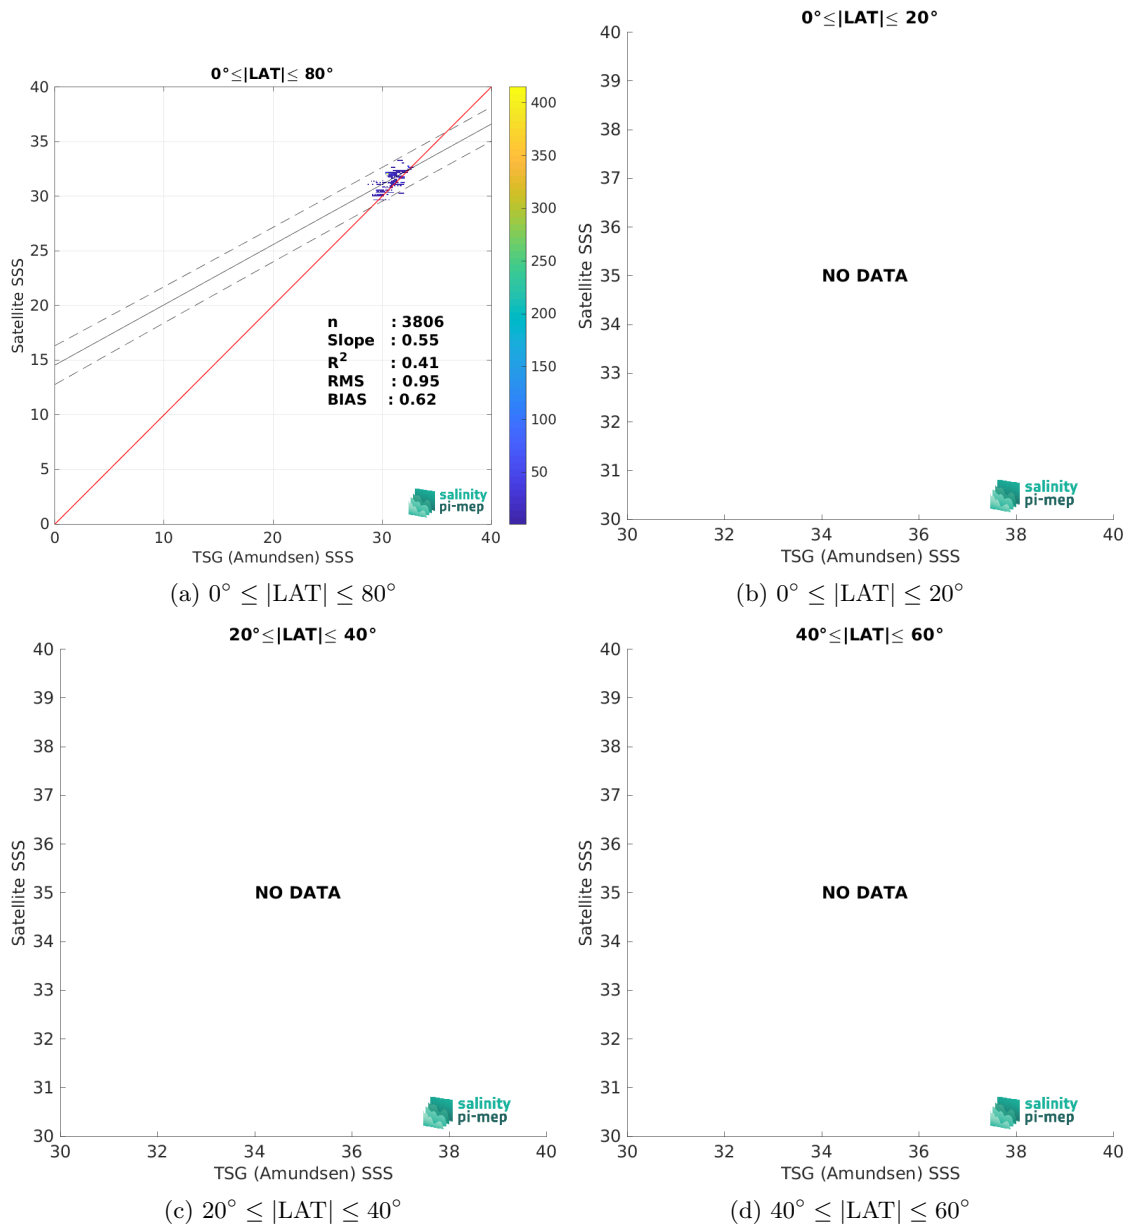 0°≤|LAT|≤ 80°
40
35
30
25
20
15
10
5
0
Satellite SSS
0
10
20
30
40
TSG (Amundsen) SSS
400
350
300
250
200
150
100
50
n : 3806
Slope : 0.55
R2 : 0.41
RMS : 0.95
BIAS : 0.62
salinity
pi-mep
(a) 0° ≤ |LAT| ≤ 80°
0°≤|LAT|≤ 20°
40
39
38
37
36
35
34
33
32
31
30
Satellite SSS
NO DATA
30
32
34
36
38
40
TSG (Amundsen) SSS
salinity
pi-mep
(b) 0° ≤ |LAT| ≤ 20°
20°≤|LAT|≤ 40°
40
39
38
37
36
35
34
33
32
31
30
Satellite SSS
NO DATA
30
32
34
36
38
40
TSG (Amundsen) SSS
salinity
pi-mep
(c) 20° ≤ |LAT| ≤ 40°
40°≤|LAT|≤ 60°
40
39
38
37
36
35
34
33
32
31
30
Satellite SSS
NO DATA
30
32
34
36
38
40
TSG (Amundsen) SSS
salinity
pi-mep
(d) 40° ≤ |LAT| ≤ 60°